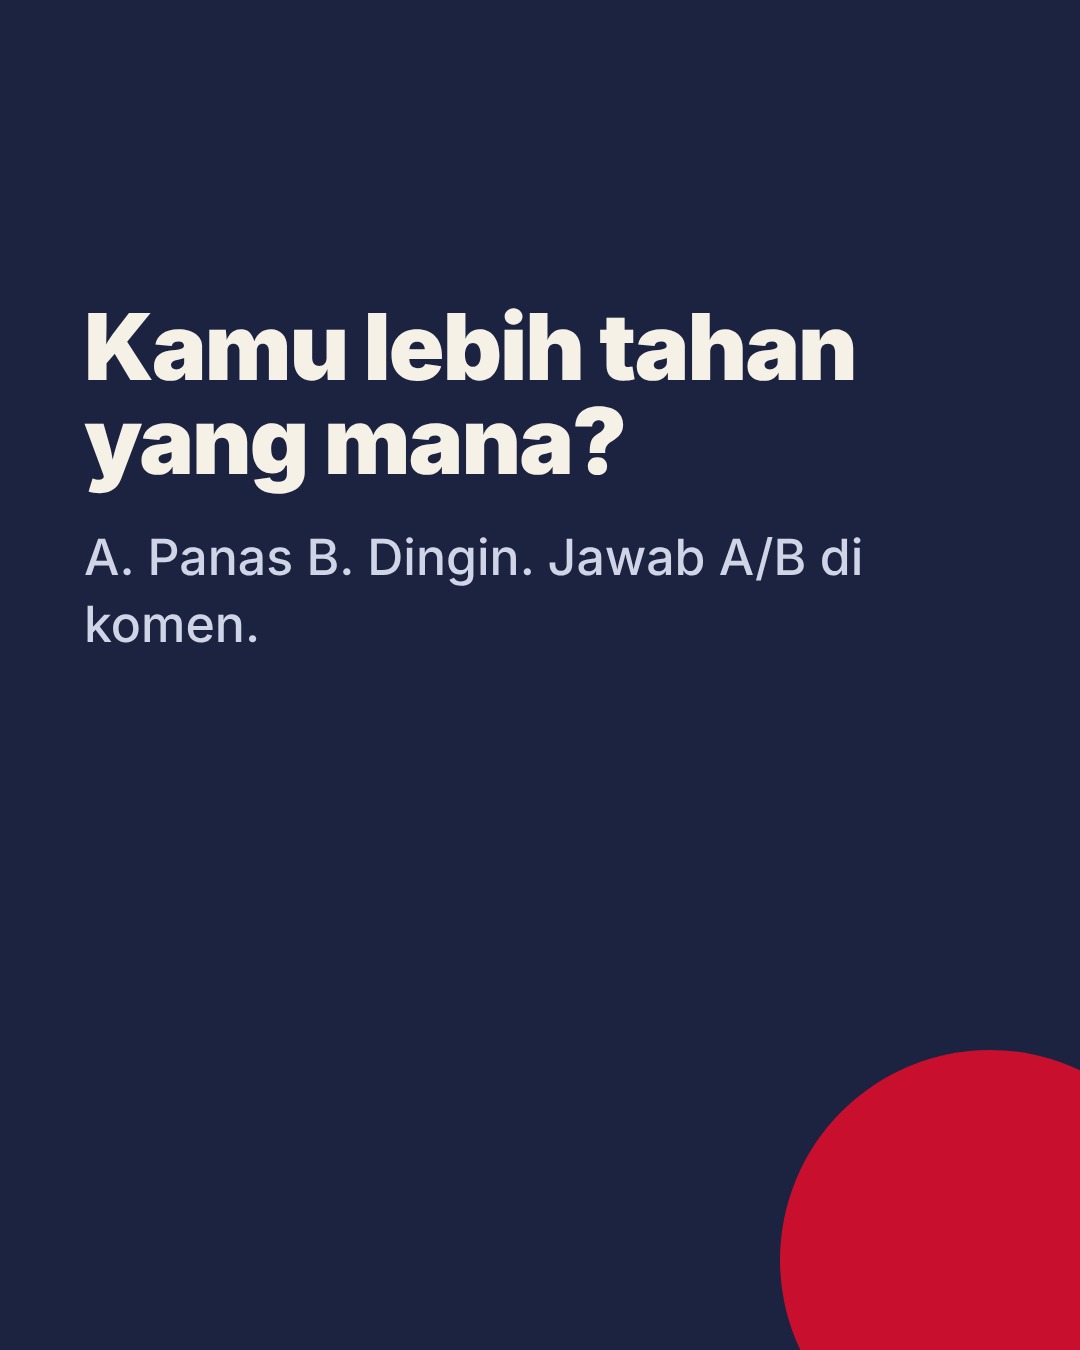 Kamu lebih tahan
yang mana?
A. Panas B. Dingin. Jawab A/B di
komen.